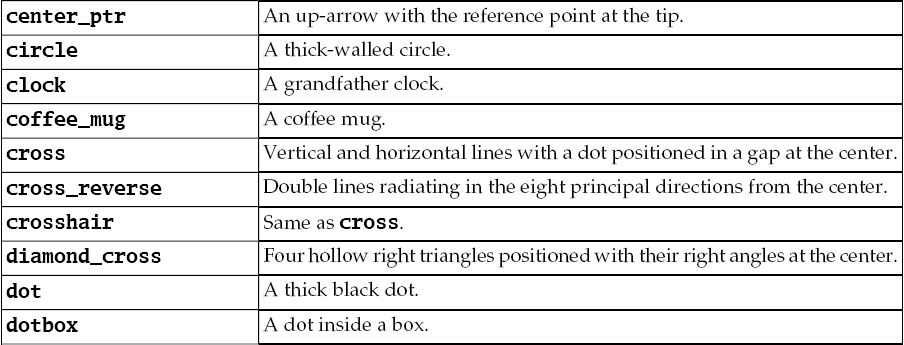 center_ptr An up-arrow with the reference point at the tip.
circle A thick-walled circle.
clock A grandfather clock.
coffee_mug A coffee mug.
cross Vertical and horizontal lines with a dot positioned in a gap at the center.
cross_reverse Double lines radiating in the eight principal directions from the center.
crosshair Same as cross.
diamond_cross Four hollow right triangles positioned with their right angles at the center.
dot A thick black dot.
dotbox A dot inside a box.